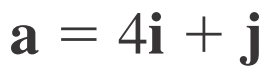 a = 4i + j